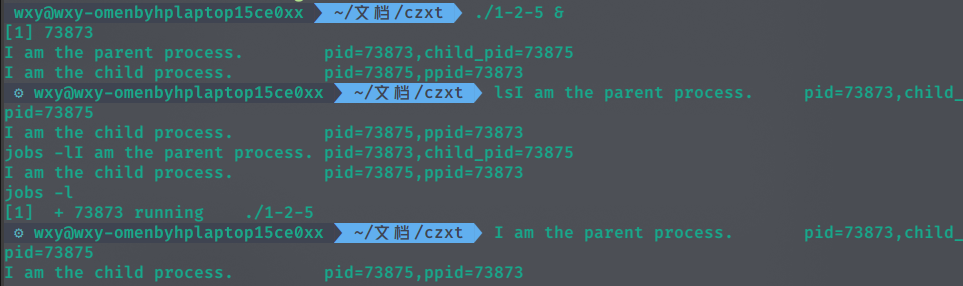 wxy@wxy-omenbyhplaptop15ce0xx ~/文档/czxt ./1-2-5 &
[1] 73873
I am the parent process. pid=73873,child_pid=73875
I am the child process. pid=73875,ppid=73873
⚙ wxy@wxy-omenbyhplaptop15ce0xx ~/文档/czxt lsI am the parent process. pid=73873,child_
pid=73875
I am the child process. pid=73875,ppid=73873
jobs -lI am the parent process. pid=73873,child_pid=73875
I am the child process. pid=73875,ppid=73873
jobs -l
[1] + 73873 running ./1-2-5
⚙ wxy@wxy-omenbyhplaptop15ce0xx ~/文档/czxt I am the parent process. pid=73873,child_
pid=73875
I am the child process. pid=73875,ppid=73873